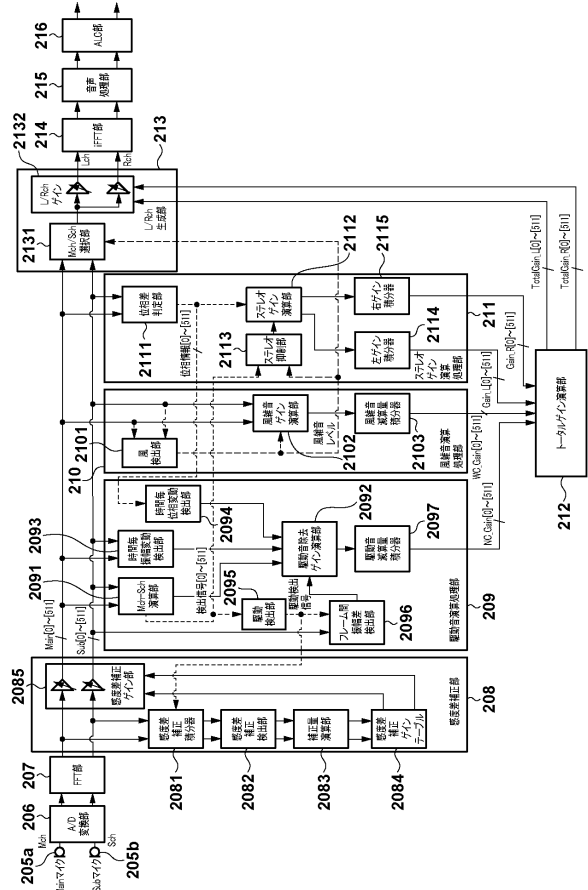 Mainマイク
205a
Mch
Subマイク
205b
Sch
206
A/D
変換部
207
FFT部
Main[0]~[511]
Sub[0]~[511]
2085
感度差補正
ゲイン部
2081
感度差
補正
積分器
2082
感度差
補正
検出部
2083
補正量
演算部
2084
感度差
補正
ゲイン
テーブル
感度差補正部
208
2091
Mch-Sch
演算部
2093
時間毎
振幅変動
検出部
時間毎
位相変動
検出部
2094
検出信号[0]~[511]
2095
駆動
検出部
駆動検出
信号
2092
駆動音除去
ゲイン演算部
フレーム間
振幅差
検出部
2096
2097
駆動音
減算量
積分器
駆動音演算処理部
209
NC_Gain[0]~[511]
210
2101
風
検出部
風雑音
ゲイン
演算部
2102
風雑音
レベル
風雑音
減算量
積分器
2103
風雑音演算
処理部
WC_Gain[0]~[511]
位相差
判定部
2111
位相情報[0]~[511]
ステレオ
抑制部
2113
ステレオ
ゲイン
演算部
2112
左ゲイン
積分器
2114
右ゲイン
積分器
2115
ステレオ
ゲイン演算
処理部
211
Gain_L[0]~[511]
Gain_R[0]~[511]
トータルゲイン演算部
212
TotalGain_L[0]~[511]
TotalGain_R[0]~[511]
2131
Mch/Sch
選択部
2132
L/Rchゲイン
L/Rch
生成部
213
Lch
Rch
214
iFFT部
215
音声
処理部
216
ALC部